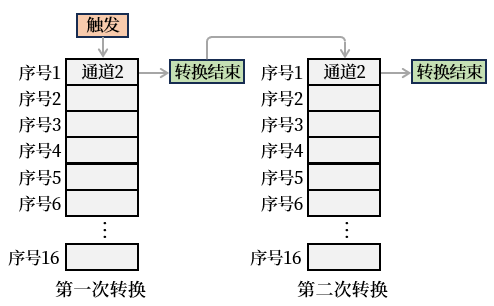 触发
序号1 通道2 转换结束
序号2
序号3
序号4
序号5
序号6
⋮
序号16
第一次转换
序号1 通道2 转换结束
序号2
序号3
序号4
序号5
序号6
⋮
序号16
第二次转换